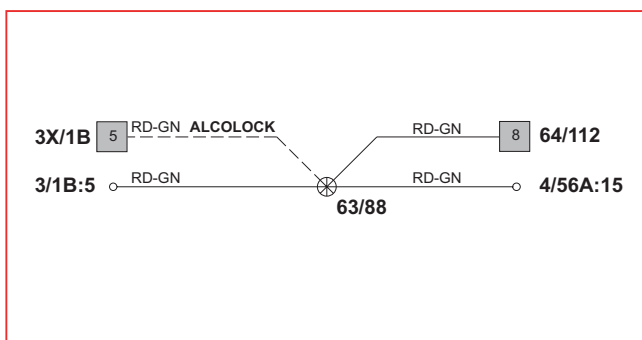 3X/1B 5 RD-GN ALCOLOCK RD-GN 8 64/112
3/1B:5 RD-GN RD-GN 4/56A:15
63/88